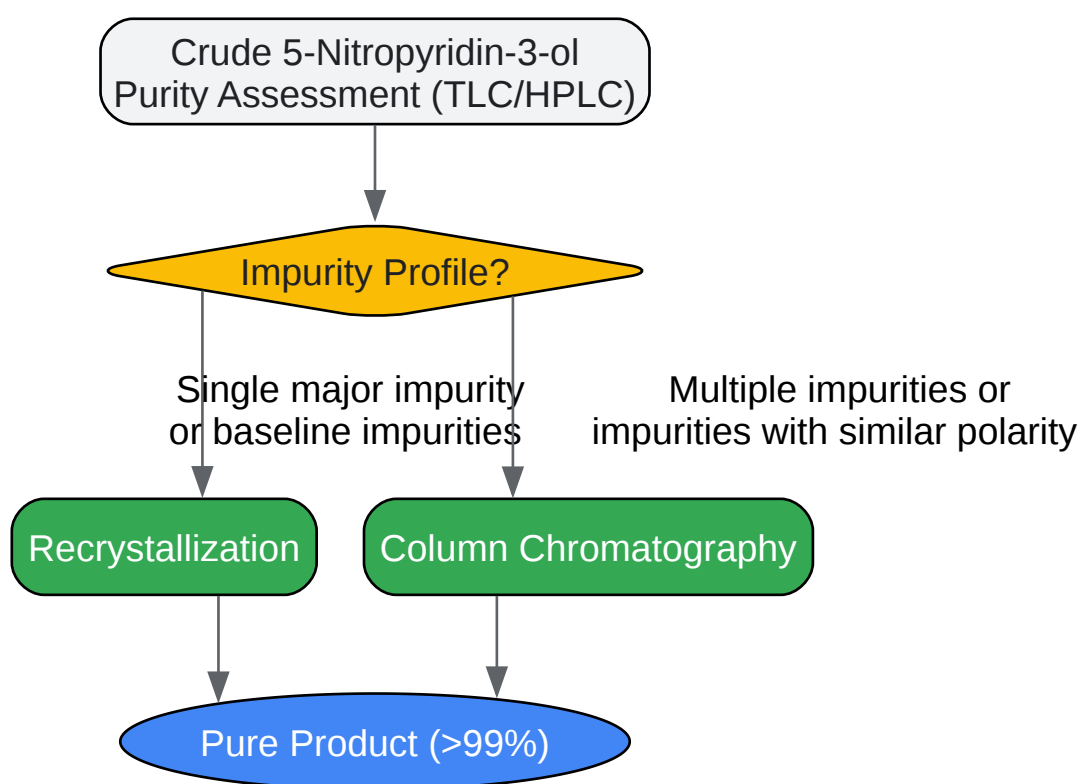 Crude 5-Nitropyridin-3-ol
Purity Assessment (TLC/HPLC)
Impurity Profile?
Single major impurity
or baseline impurities
Multiple impurities or
impurities with similar polarity
Recrystallization
Column Chromatography
Pure Product (>99%)